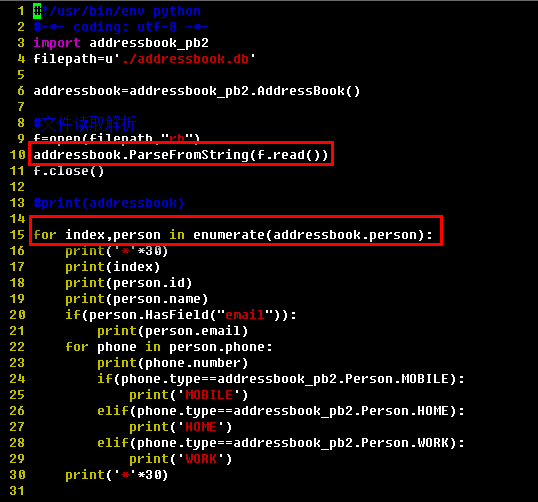 1 #!/usr/bin/env python
2 #-*- coding: utf-8 -*-
3 import addressbook_pb2
4 filepath=u'./addressbook.db'
5
6 addressbook=addressbook_pb2.AddressBook()
7
8 #文件读取解析
9 f=open(filepath,"rb")
10 addressbook.ParseFromString(f.read())
11 f.close()
12
13 #print(addressbook)
14
15 for index,person in enumerate(addressbook.person):
16     print('*'*30)
17     print(index)
18     print(person.id)
19     print(person.name)
20     if(person.HasField("email")):
21         print(person.email)
22     for phone in person.phone:
23         print(phone.number)
24         if(phone.type==addressbook_pb2.Person.MOBILE):
25             print('MOBILE')
26         elif(phone.type==addressbook_pb2.Person.HOME):
27             print('HOME')
28         elif(phone.type==addressbook_pb2.Person.WORK):
29             print('WORK')
30     print('*'*30)
31